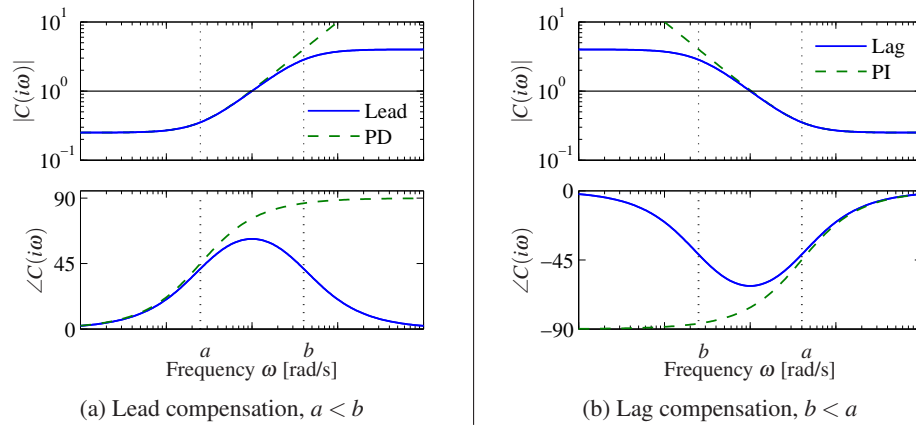 |C(iω)|
10^1
10^0
10^−1
Lead
PD
∠C(iω)
90
45
0
a
b
Frequency ω [rad/s]
(a) Lead compensation, a < b
|C(iω)|
10^1
10^0
10^−1
Lag
PI
∠C(iω)
0
−45
−90
b
a
Frequency ω [rad/s]
(b) Lag compensation, b < a